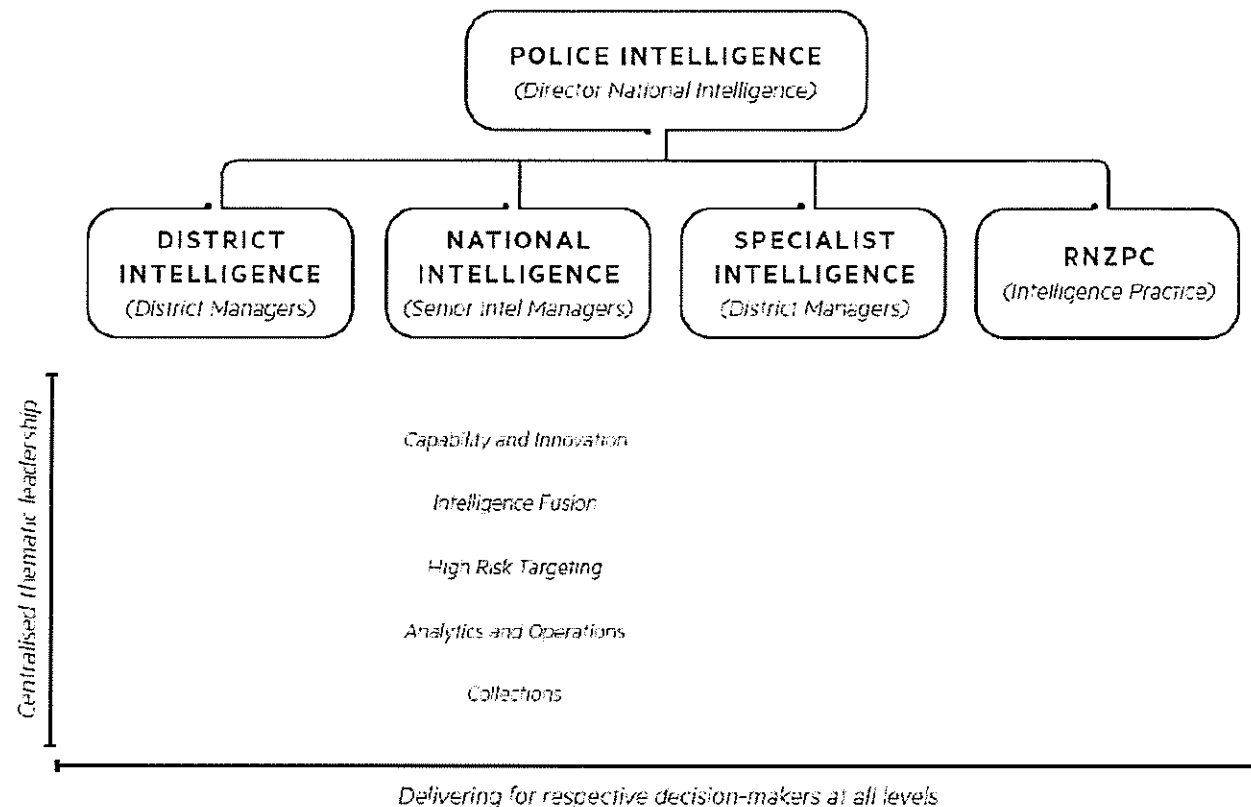 POLICE INTELLIGENCE
(Director National Intelligence)
DISTRICT
INTELLIGENCE
(District Managers)
NATIONAL
INTELLIGENCE
(Senior Intel Managers)
SPECIALIST
INTELLIGENCE
(District Managers)
RNZPC
(Intelligence Practice)
Centralised thematic leadership
Capability and Innovation
Intelligence Fusion
High Risk Targeting
Analytics and Operations
Collections
Delivering for respective decision-makers at all levels